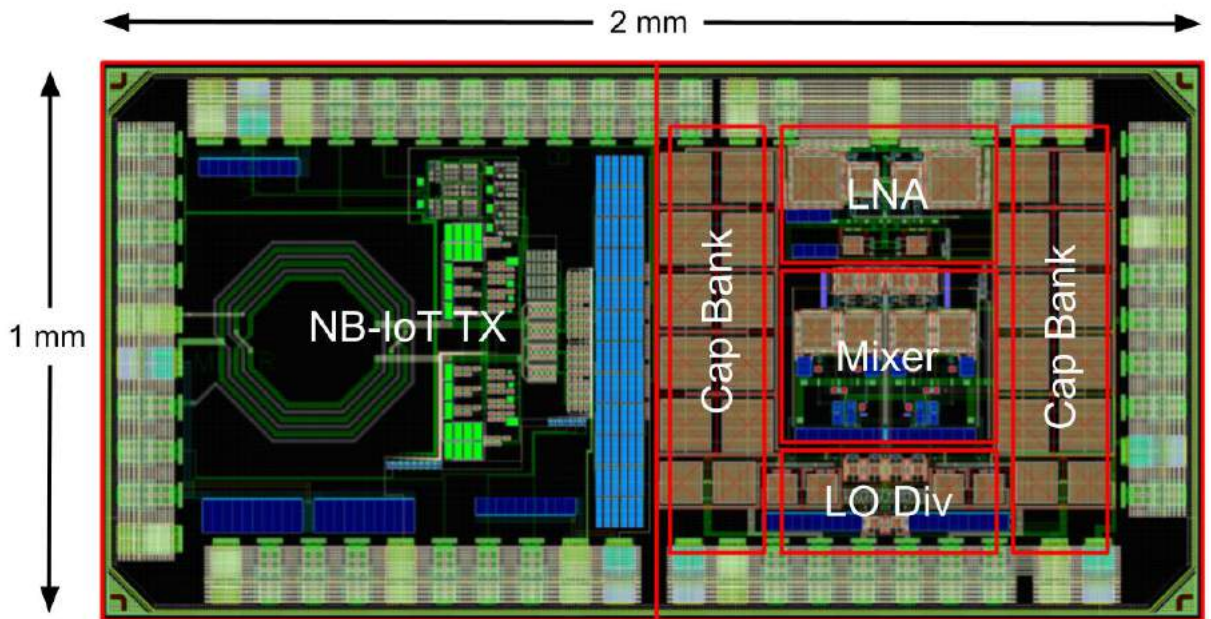 2 mm
1 mm
NB-IoT TX
Cap Bank
LNA
Mixer
LO Div
Cap Bank